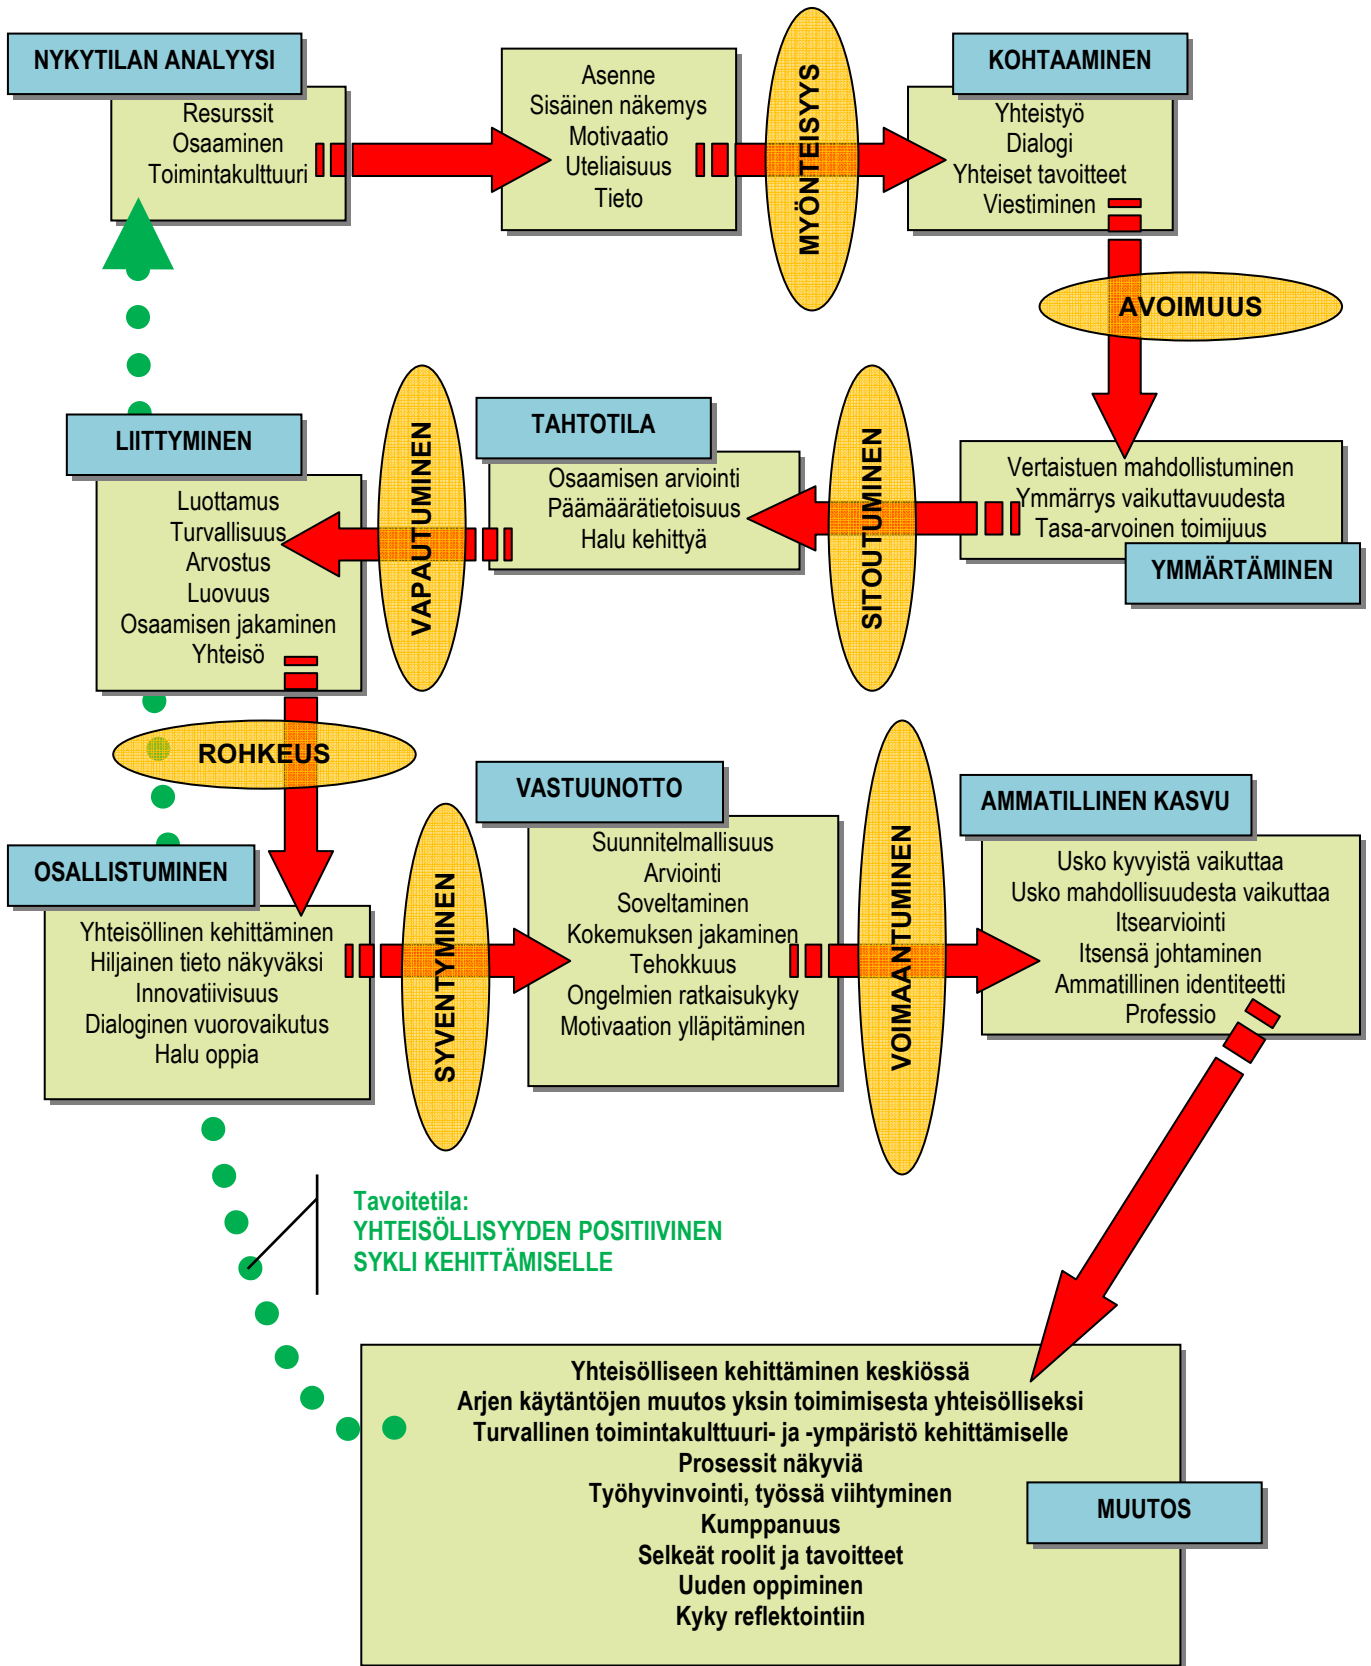 NYKYTILAN ANALYYSI
Resurssit
Osaaminen
Toimintakulttuuri
Asenne
Sisäinen näkemys
Motivaatio
Uteliaisuus
Tieto
MYÖNTEISYYS
KOHTAAMINEN
Yhteistyö
Dialogi
Yhteiset tavoitteet
Viestiminen
AVOIMUUS
Vertaistuen mahdollistuminen
Ymmärrys vaikuttavuudesta
Tasa-arvoinen toimijuus
YMMÄRTÄMINEN
SITOUTUMINEN
TAHTOTILA
Osaamisen arviointi
Päämäärätietoisuus
Halu kehittyä
VAPAUTUMINEN
LIITTYMINEN
Luottamus
Turvallisuus
Arvostus
Luovuus
Osaamisen jakaminen
Yhteisö
ROHKEUS
OSALLISTUMINEN
Yhteisöllinen kehittäminen
Hiljainen tieto näkyväksi
Innovatiivisuus
Dialoginen vuorovaikutus
Halu oppia
SYVENTYMINEN
VASTUUNOTTO
Suunnitelmallisuus
Arviointi
Soveltaminen
Kokemuksen jakaminen
Tehokkuus
Ongelmien ratkaisukyky
Motivaation ylläpitäminen
VOIMAANTUMINEN
AMMATILLINEN KASVU
Usko kyvyistä vaikuttaa
Usko mahdollisuudesta vaikuttaa
Itsearviointi
Itsensä johtaminen
Ammatillinen identiteetti
Professio
Tavoitetila:
YHTEISÖLLISYYDEN POSITIIVINEN
SYKLI KEHITTÄMISELLE
Yhteisölliseen kehittäminen keskiössä
Arjen käytäntöjen muutos yksin toimimisesta yhteisölliseksi
Turvallinen toimintakulttuuri- ja -ympäristö kehittämiselle
Prosessit näkyviä
Työhyvinvointi, työssä viihtyminen
Kumppanuus
Selkeät roolit ja tavoitteet
Uuden oppiminen
Kyky reflektointiin
MUUTOS